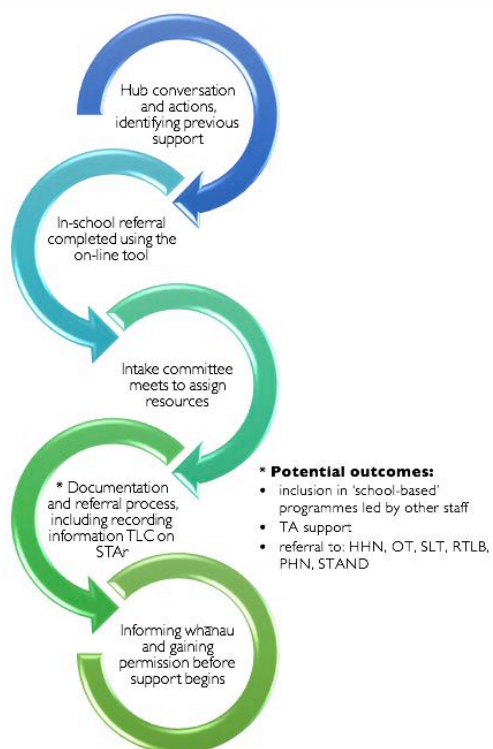 Hub conversation
and actions,
identifying previous
support
In-school referral
completed using the
on-line tool
Intake committee
meets to assign
resources
* Documentation
and referral process,
including recording
information TLC on
STAr
* Potential outcomes:
• inclusion in ‘school-based’
programmes led by other staff
• TA support
• referral to: HHN, OT, SLT, RTLB,
PHN, STAND
Informing whānau
and gaining
permission before
support begins